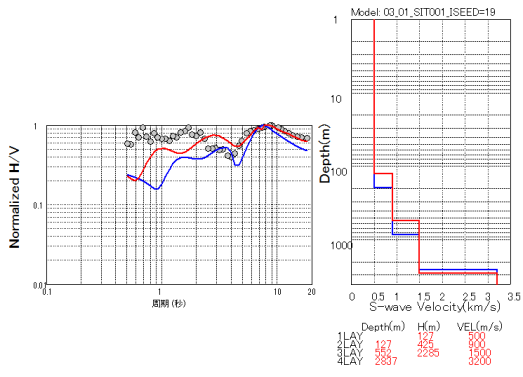 Model: 03_01_SIT001_ISEED=19
Normalized H/V
1
0.1
0.01
0.1
1
10
20
周期(秒)
Depth(m)
1
10
100
1000
0
0.5
1
1.5
2
2.5
3
3.5
S-wave Velocity(km/s)
Depth(m) H(m) VEL(m/s)
1LAY 127 500
2LAY 127 425 900
3LAY 552 2285 1500
4LAY 2837 3200